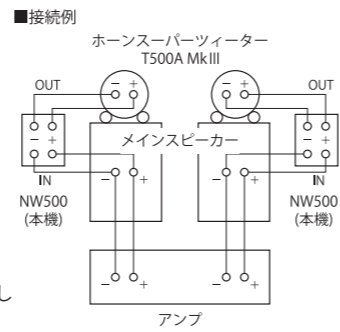 ■接続例
ホーンスーパーツィーター
T500A MkⅢ
OUT
− +
− +
OUT
− +
メインスピーカー
− +
IN
− +
− +
IN
NW500
(本機)
NW500
(本機)
− +
− +
し
アンプ